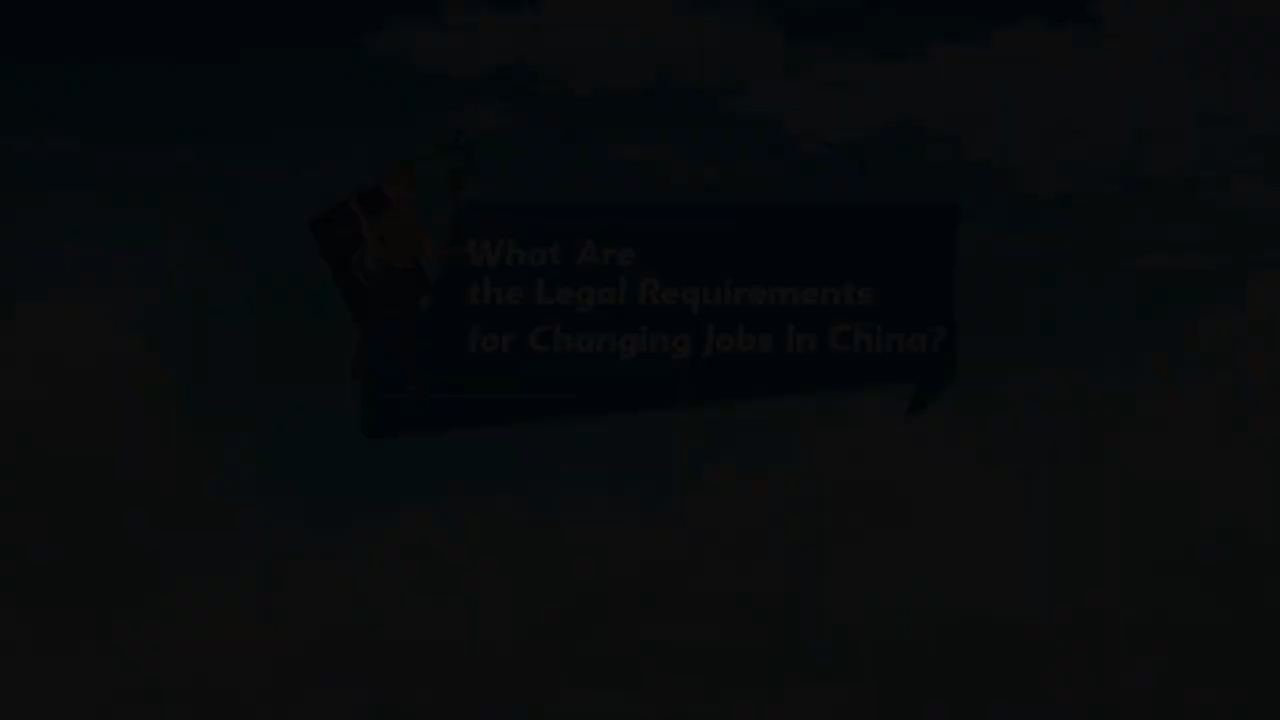 What Are
the Legal Requirements
for Changing Jobs in China?